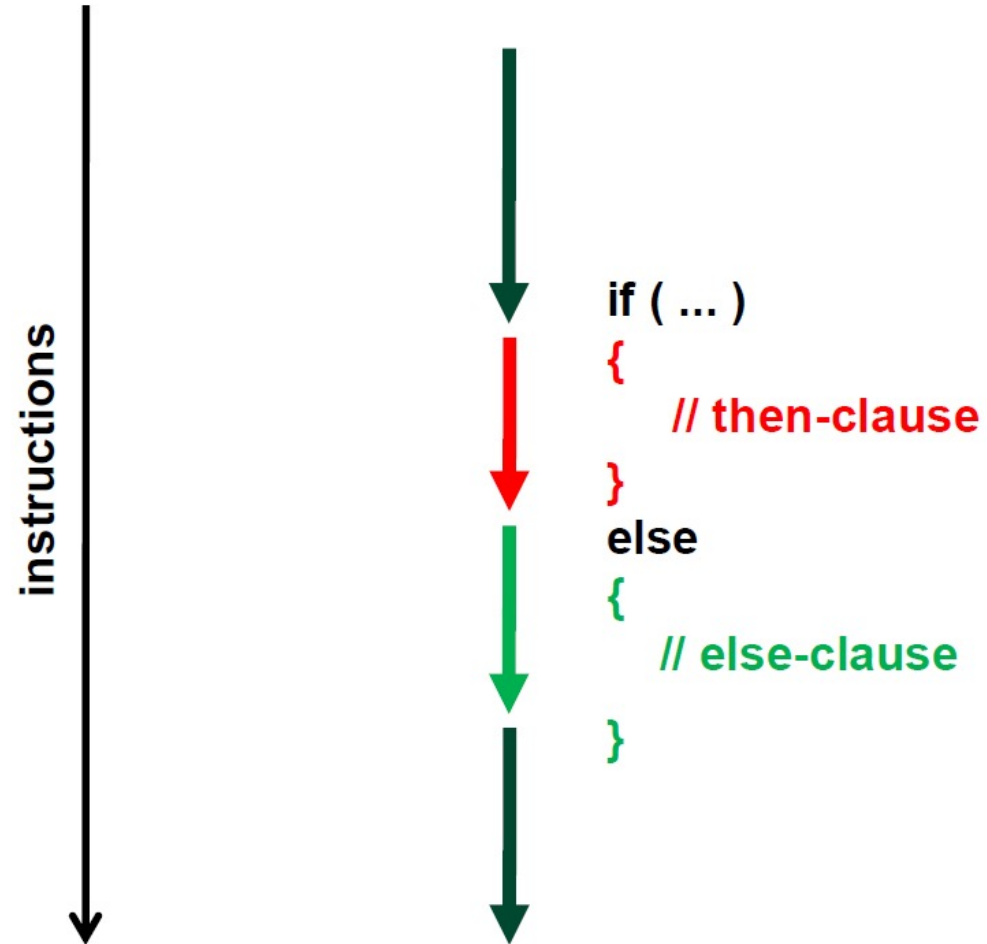 instructions
if ( ... )
{
// then-clause
}
else
{
// else-clause
}